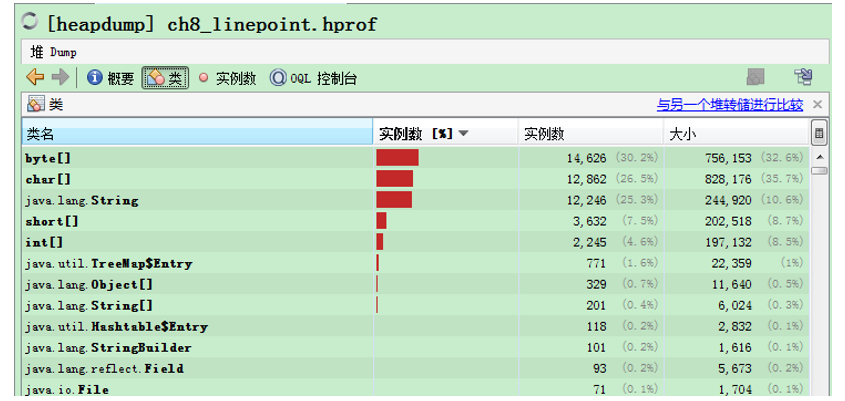 [heapdump] ch8_linepoint.hprof
堆 Dump
概要 类 实例数 OQL 控制台
类 与另一个堆转储进行比较
类名 实例数 [%] 实例数 大小
byte[] 14,626 (30.2%) 756,153 (32.6%)
char[] 12,862 (26.5%) 828,176 (35.7%)
java.lang.String 12,246 (25.3%) 244,920 (10.6%)
short[] 3,632 (7.5%) 202,518 (8.7%)
int[] 2,245 (4.6%) 197,132 (8.5%)
java.util.TreeMap$Entry 771 (1.6%) 22,359 (1%)
java.lang.Object[] 329 (0.7%) 11,640 (0.5%)
java.lang.String[] 201 (0.4%) 6,024 (0.3%)
java.util.Hashtable$Entry 118 (0.2%) 2,832 (0.1%)
java.lang.StringBuilder 101 (0.2%) 1,616 (0.1%)
java.lang.reflect.Field 93 (0.2%) 5,673 (0.2%)
java.io.File 71 (0.1%) 1,704 (0.1%)